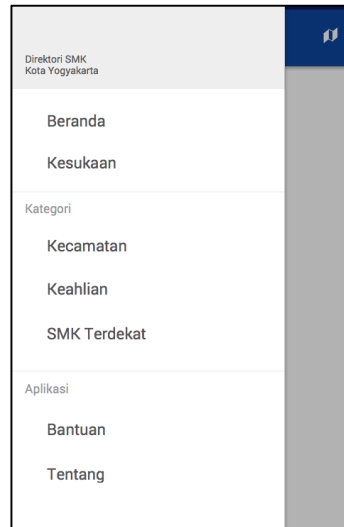 Direktori SMK
Kota Yogyakarta
Beranda
Kesukaan
Kategori
Kecamatan
Keahlian
SMK Terdekat
Aplikasi
Bantuan
Tentang